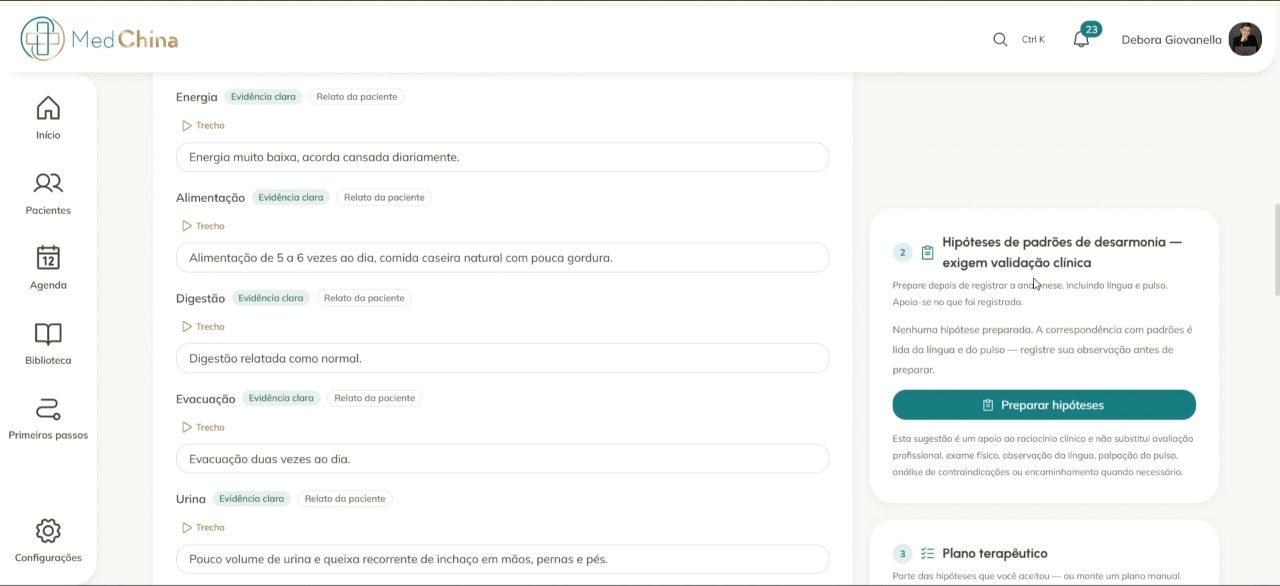 MedChina
Ctrl K
23
Debora Giovanella
Início
Pacientes
12
Agenda
Biblioteca
Primeiros passos
Configurações
Energia Evidência clara Relato da paciente
Trecho
Energia muito baixa, acorda cansada diariamente.
Alimentação Evidência clara Relato da paciente
Trecho
Alimentação de 5 a 6 vezes ao dia, comida caseira natural com pouca gordura.
Digestão Evidência clara Relato da paciente
Trecho
Digestão relatada como normal.
Evacuação Evidência clara Relato da paciente
Trecho
Evacuação duas vezes ao dia.
Urina Evidência clara Relato da paciente
Trecho
Pouco volume de urina e queixa recorrente de inchaço em mãos, pernas e pés.
2
Hipóteses de padrões de desarmonia —
exigem validação clínica
Prepare depois de registrar a anamnese, incluindo língua e pulso.
Apoia-se no que foi registrado.
Nenhuma hipótese preparada. A correspondência com padrões é
lida da língua e do pulso — registre sua observação antes de
preparar.
Preparar hipóteses
Esta sugestão é um apoio ao raciocínio clínico e não substitui avaliação
profissional, exame físico, observação da língua, palpação do pulso,
análise de contraindicações ou encaminhamento quando necessário.
3
Plano terapêutico
Parte das hipóteses que você aceitou — ou monte um plano manual.